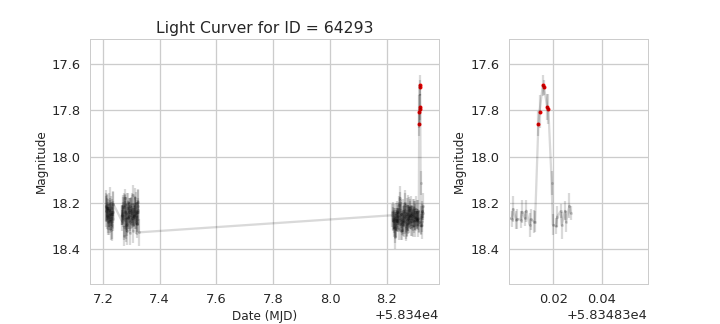 Light Curver for ID = 64293
Magnitude
17.6
17.8
18.0
18.2
18.4
7.2 7.4 7.6 7.8 8.0 8.2
Date (MJD)
+5.834e4
Magnitude
17.6
17.8
18.0
18.2
18.4
0.02 0.04
+5.83483e4